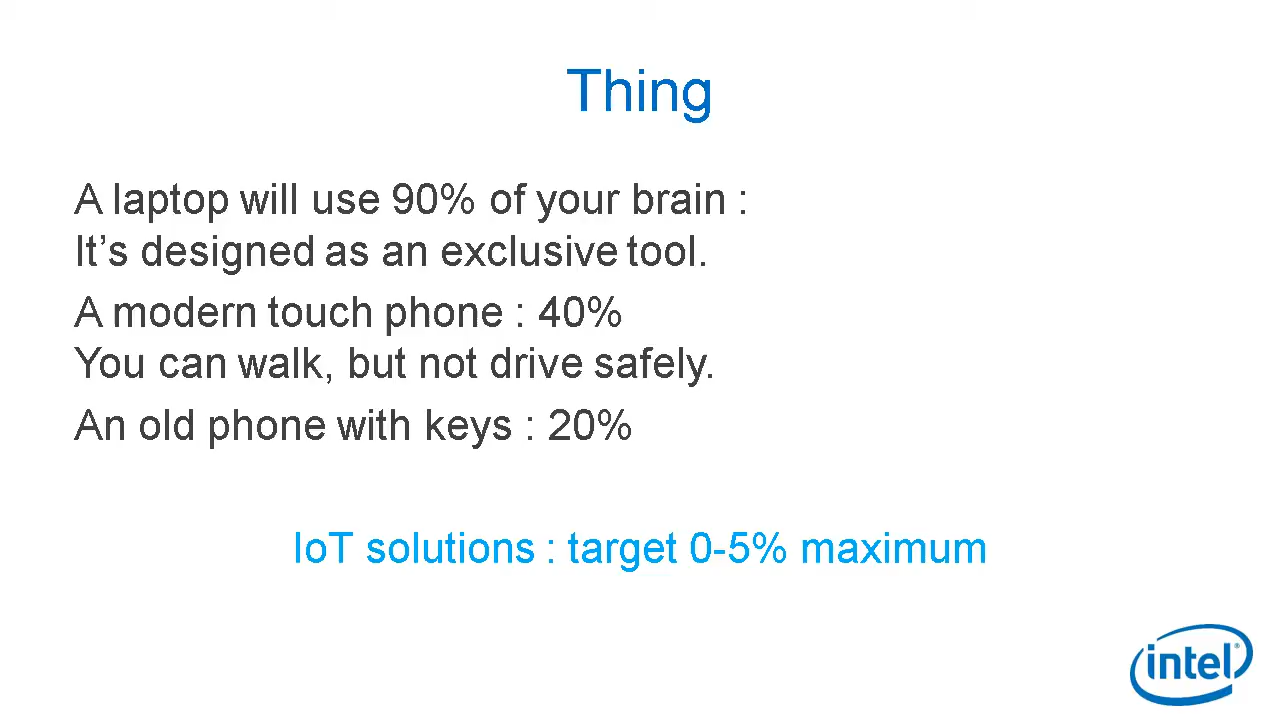 Thing
A laptop will use 90% of your brain :
It’s designed as an exclusive tool.
A modern touch phone : 40%
You can walk, but not drive safely.
An old phone with keys : 20%
IoT solutions : target 0-5% maximum
intel®